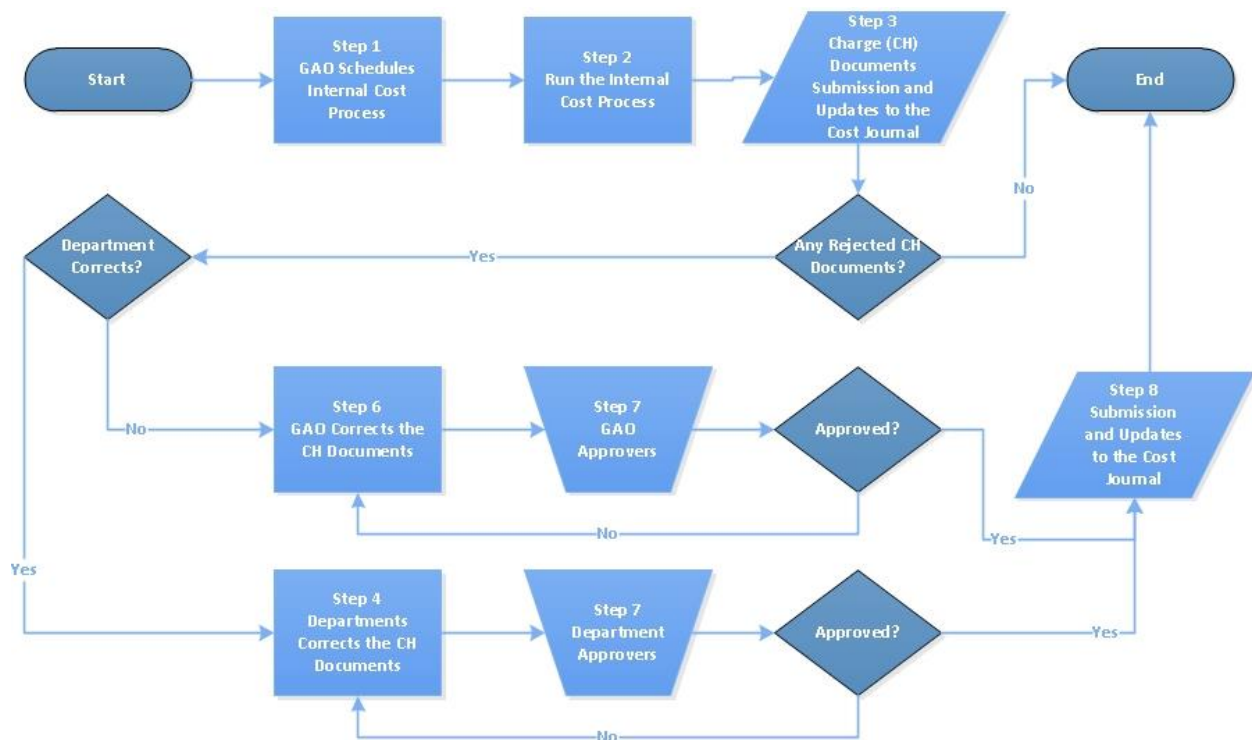 Start
Step 1
GAO Schedules
Internal Cost
Process
Step 2
Run the Internal
Cost Process
Step 3
Charge (CH)
Documents
Submission and
Updates to the
Cost Journal
End
No
Department
Corrects?
Yes
Any Rejected CH
Documents?
No
Step 6
GAO Corrects the
CH Documents
Step 7
GAO
Approvers
Approved?
Step 8
Submission
and Updates
to the Cost
Journal
No
Yes
Yes
Step 4
Departments
Corrects the CH
Documents
Step 7
Department
Approvers
Approved?
Yes
No